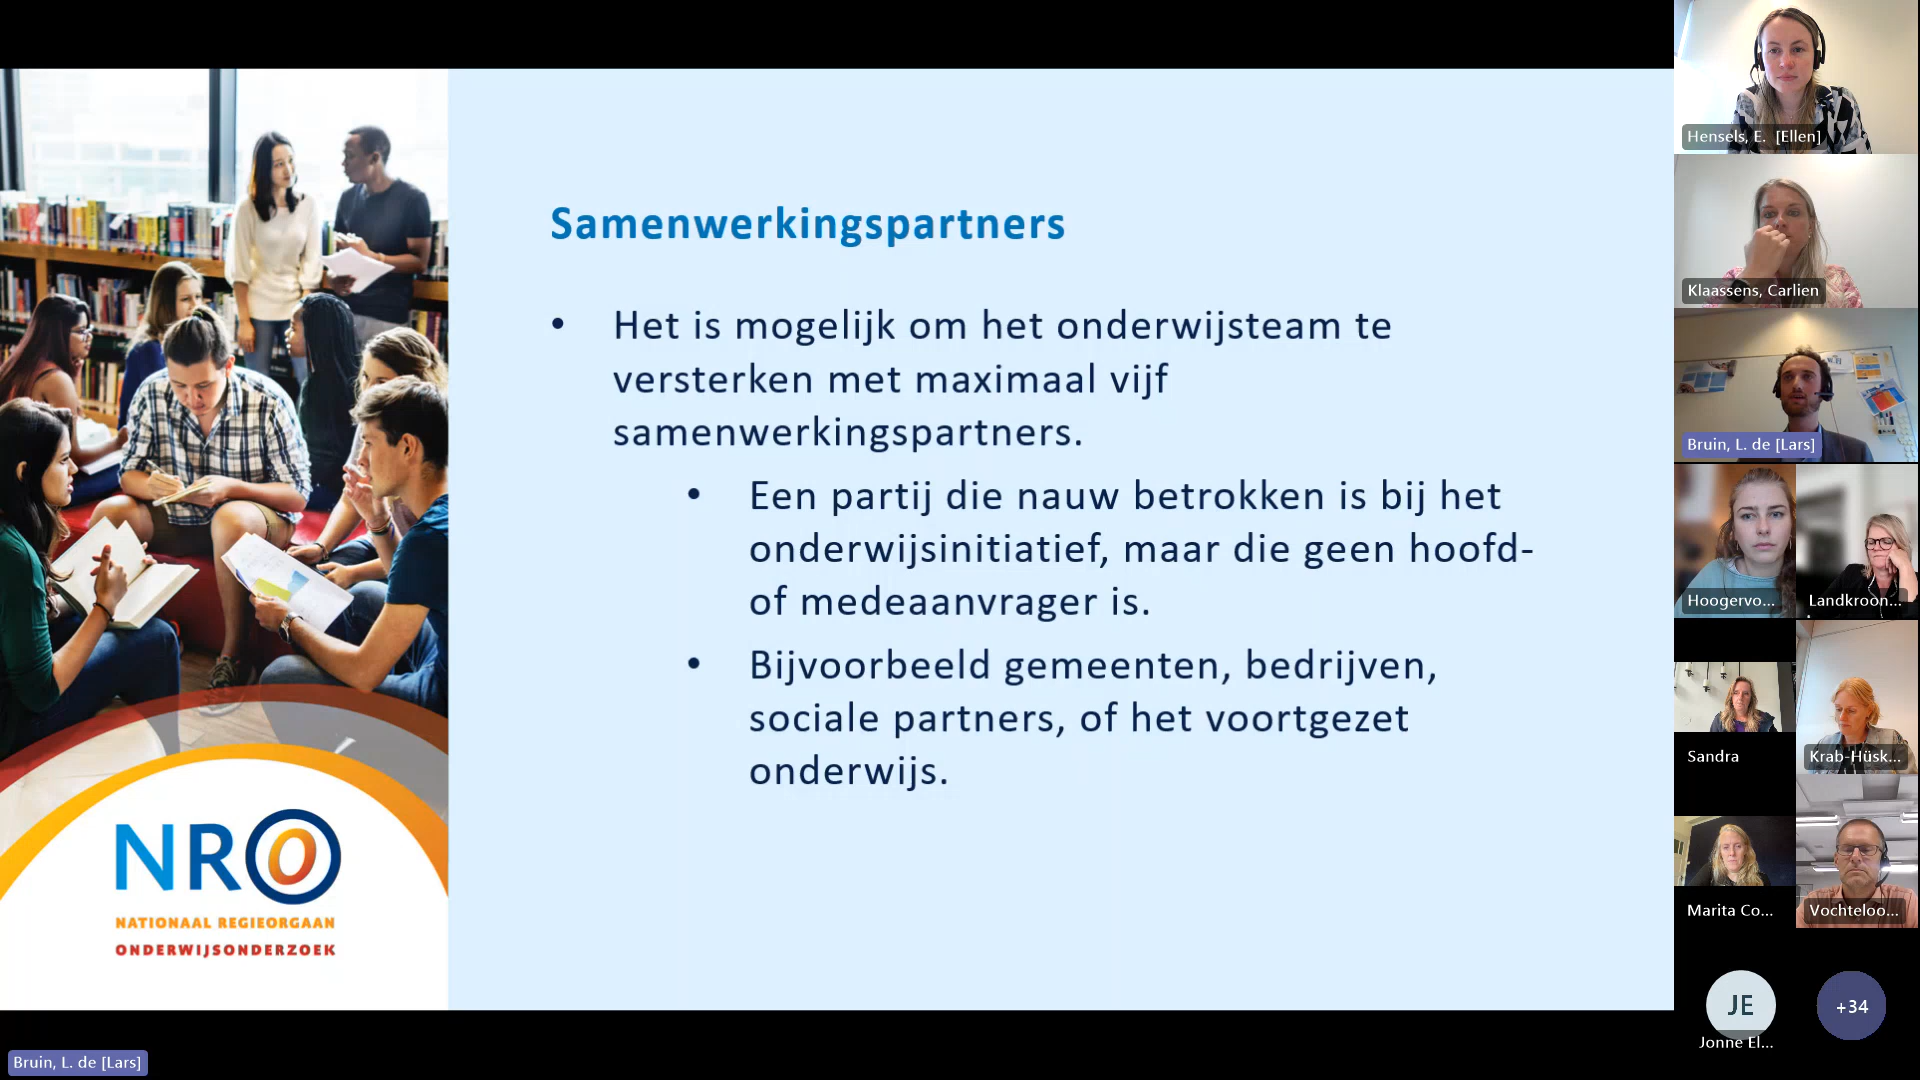 Samenwerkingspartners
• Het is mogelijk om het onderwijsteam te
versterken met maximaal vijf
samenwerkingspartners.
• Een partij die nauw betrokken is bij het
onderwijsinitiatief, maar die geen hoofd-
of medeaanvrager is.
• Bijvoorbeeld gemeenten, bedrijven,
sociale partners, of het voortgezet
onderwijs.
NRO
NATIONAAL REGIEORGAAN
ONDERWIJSONDERZOEK
Bruin, L. de [Lars]
Hensels, E. [Ellen]
Klaassens, Carlien
Bruin, L. de [Lars]
Hoogervo...
Landkroon...
Sandra
Krab-Hüsk...
Marita Co...
Vochteloo...
JE
+34
Jonne El...